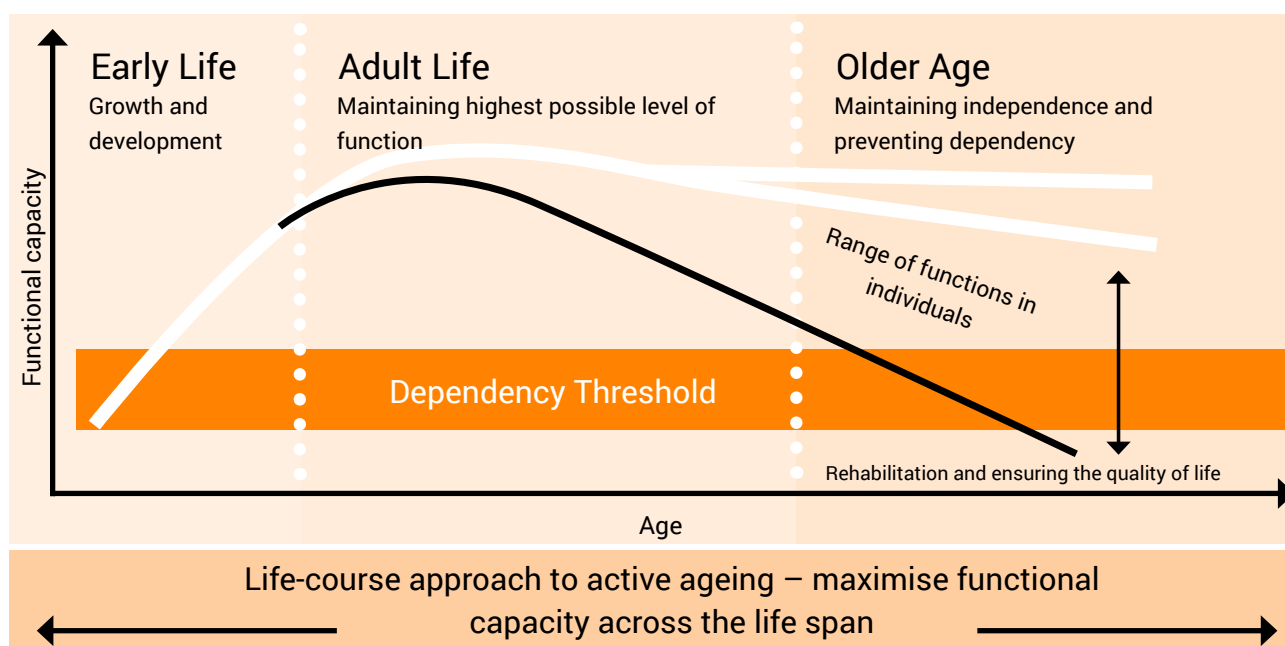 Early Life
Growth and
development
Adult Life
Maintaining highest possible level of
function
Older Age
Maintaining independence and
preventing dependency
Functional capacity
Range of functions in
individuals
Dependency Threshold
Rehabilitation and ensuring the quality of life
Age
Life-course approach to active ageing – maximise functional
capacity across the life span